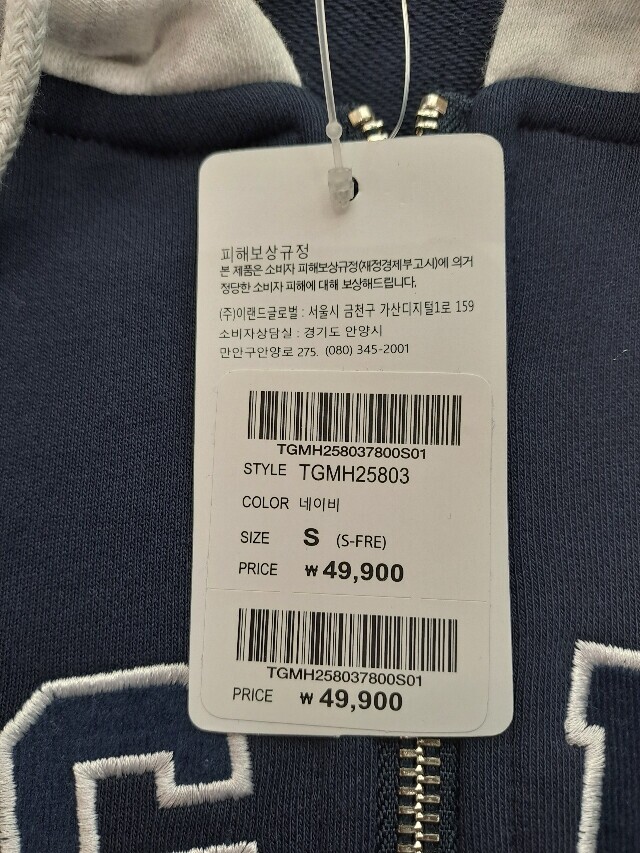 피해보상규정
본 제품은 소비자 피해보상규정(재정경제부고시)에 의거
정당한 소비자 피해에 대해 보상해드립니다.
(주)이랜드글로벌 : 서울시 금천구 가산디지털1로 159
소비자상담실 : 경기도 안양시
만안구안양로 275. (080) 345-2001
TGMH258037800S01
STYLE TGMH25803
COLOR 네이비
SIZE S (S-FRE)
PRICE ₩49,900
TGMH258037800S01
PRICE ₩49,900